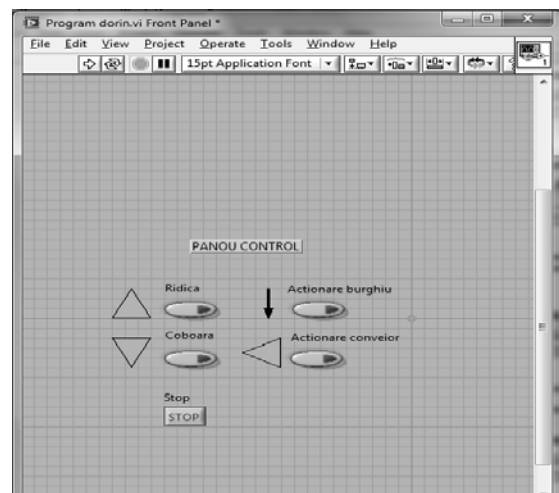 Program dorin.vi Front Panel *
File Edit View Project Operate Tools Window Help
15pt Application Font
1
PANOU CONTROL
Ridica
Actionare burghiu
Coboara
Actionare conveior
Stop
STOP